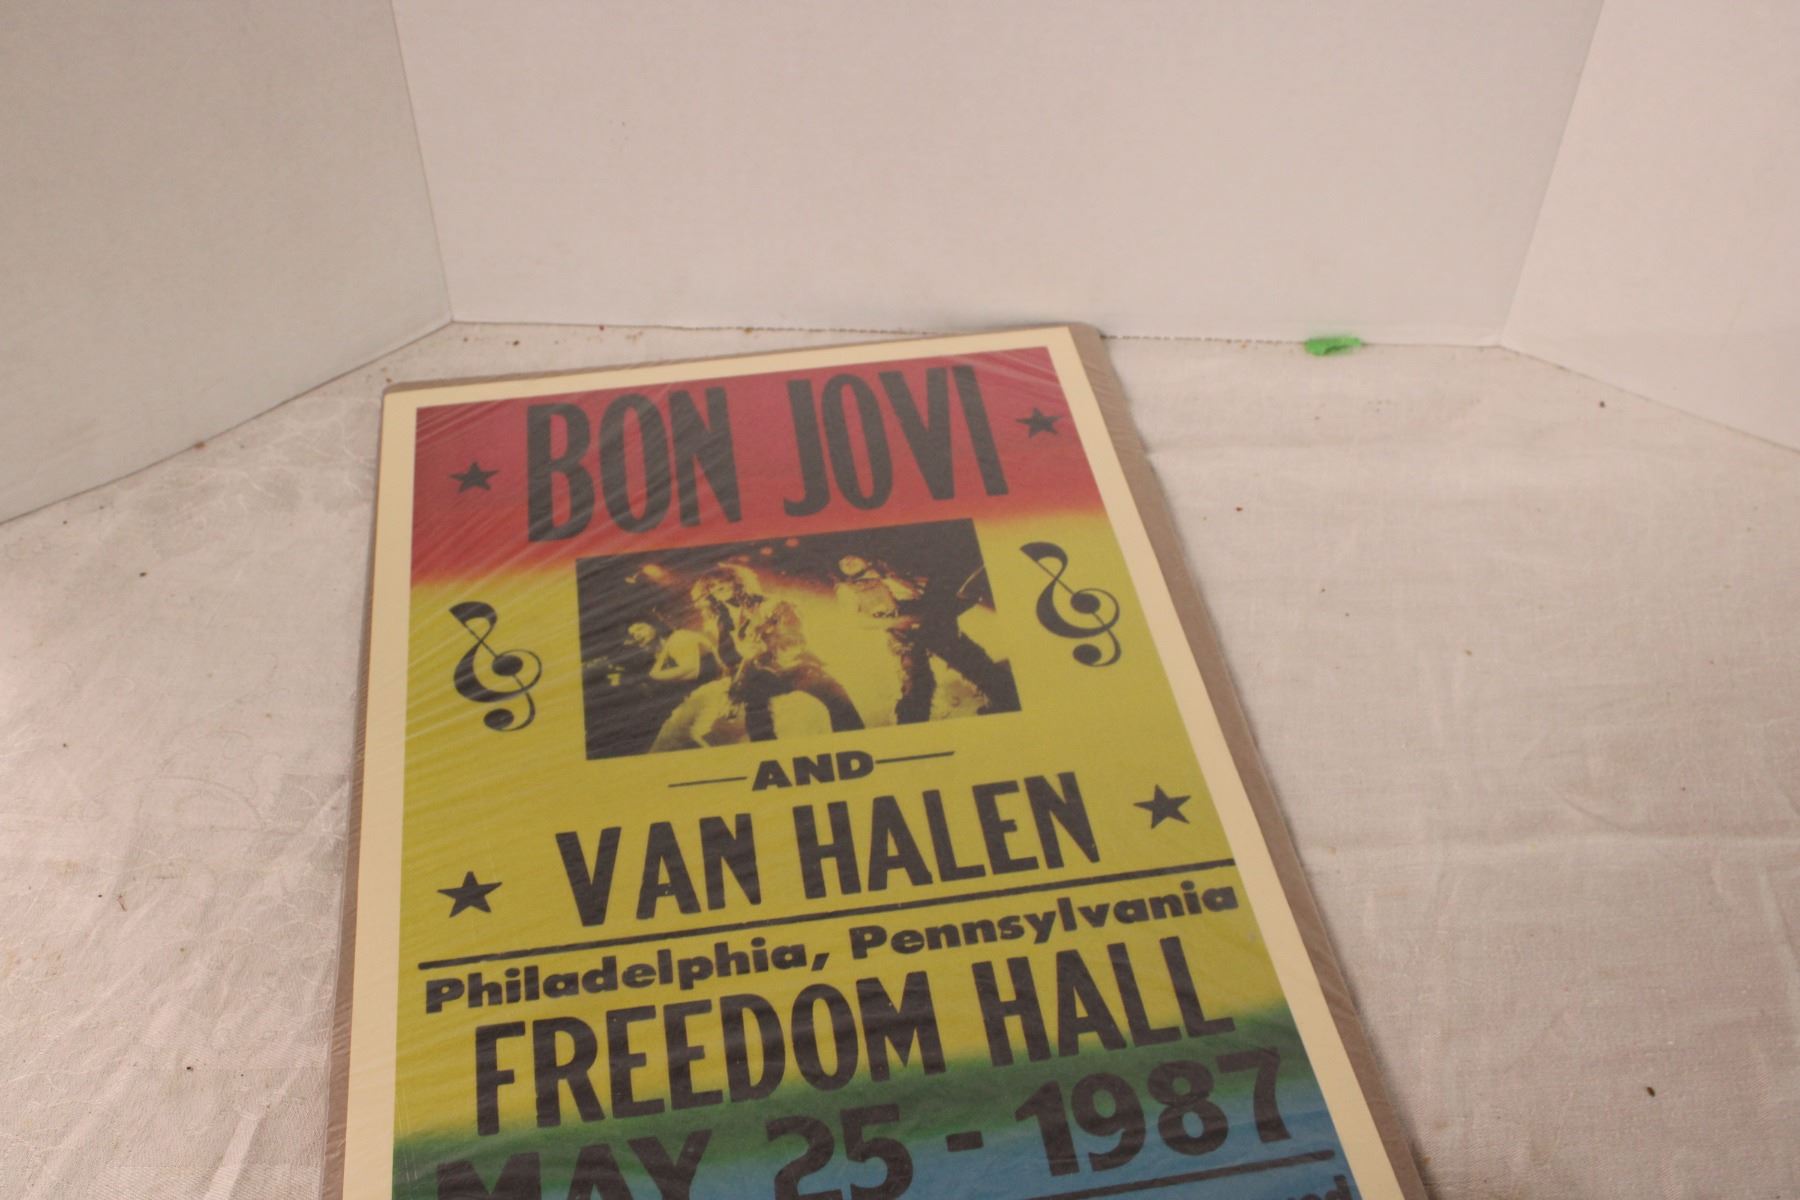 BON JOVI
AND
VAN HALEN
Philadelphia, Pennsylvania
FREEDOM HALL
MAY 25 - 1987